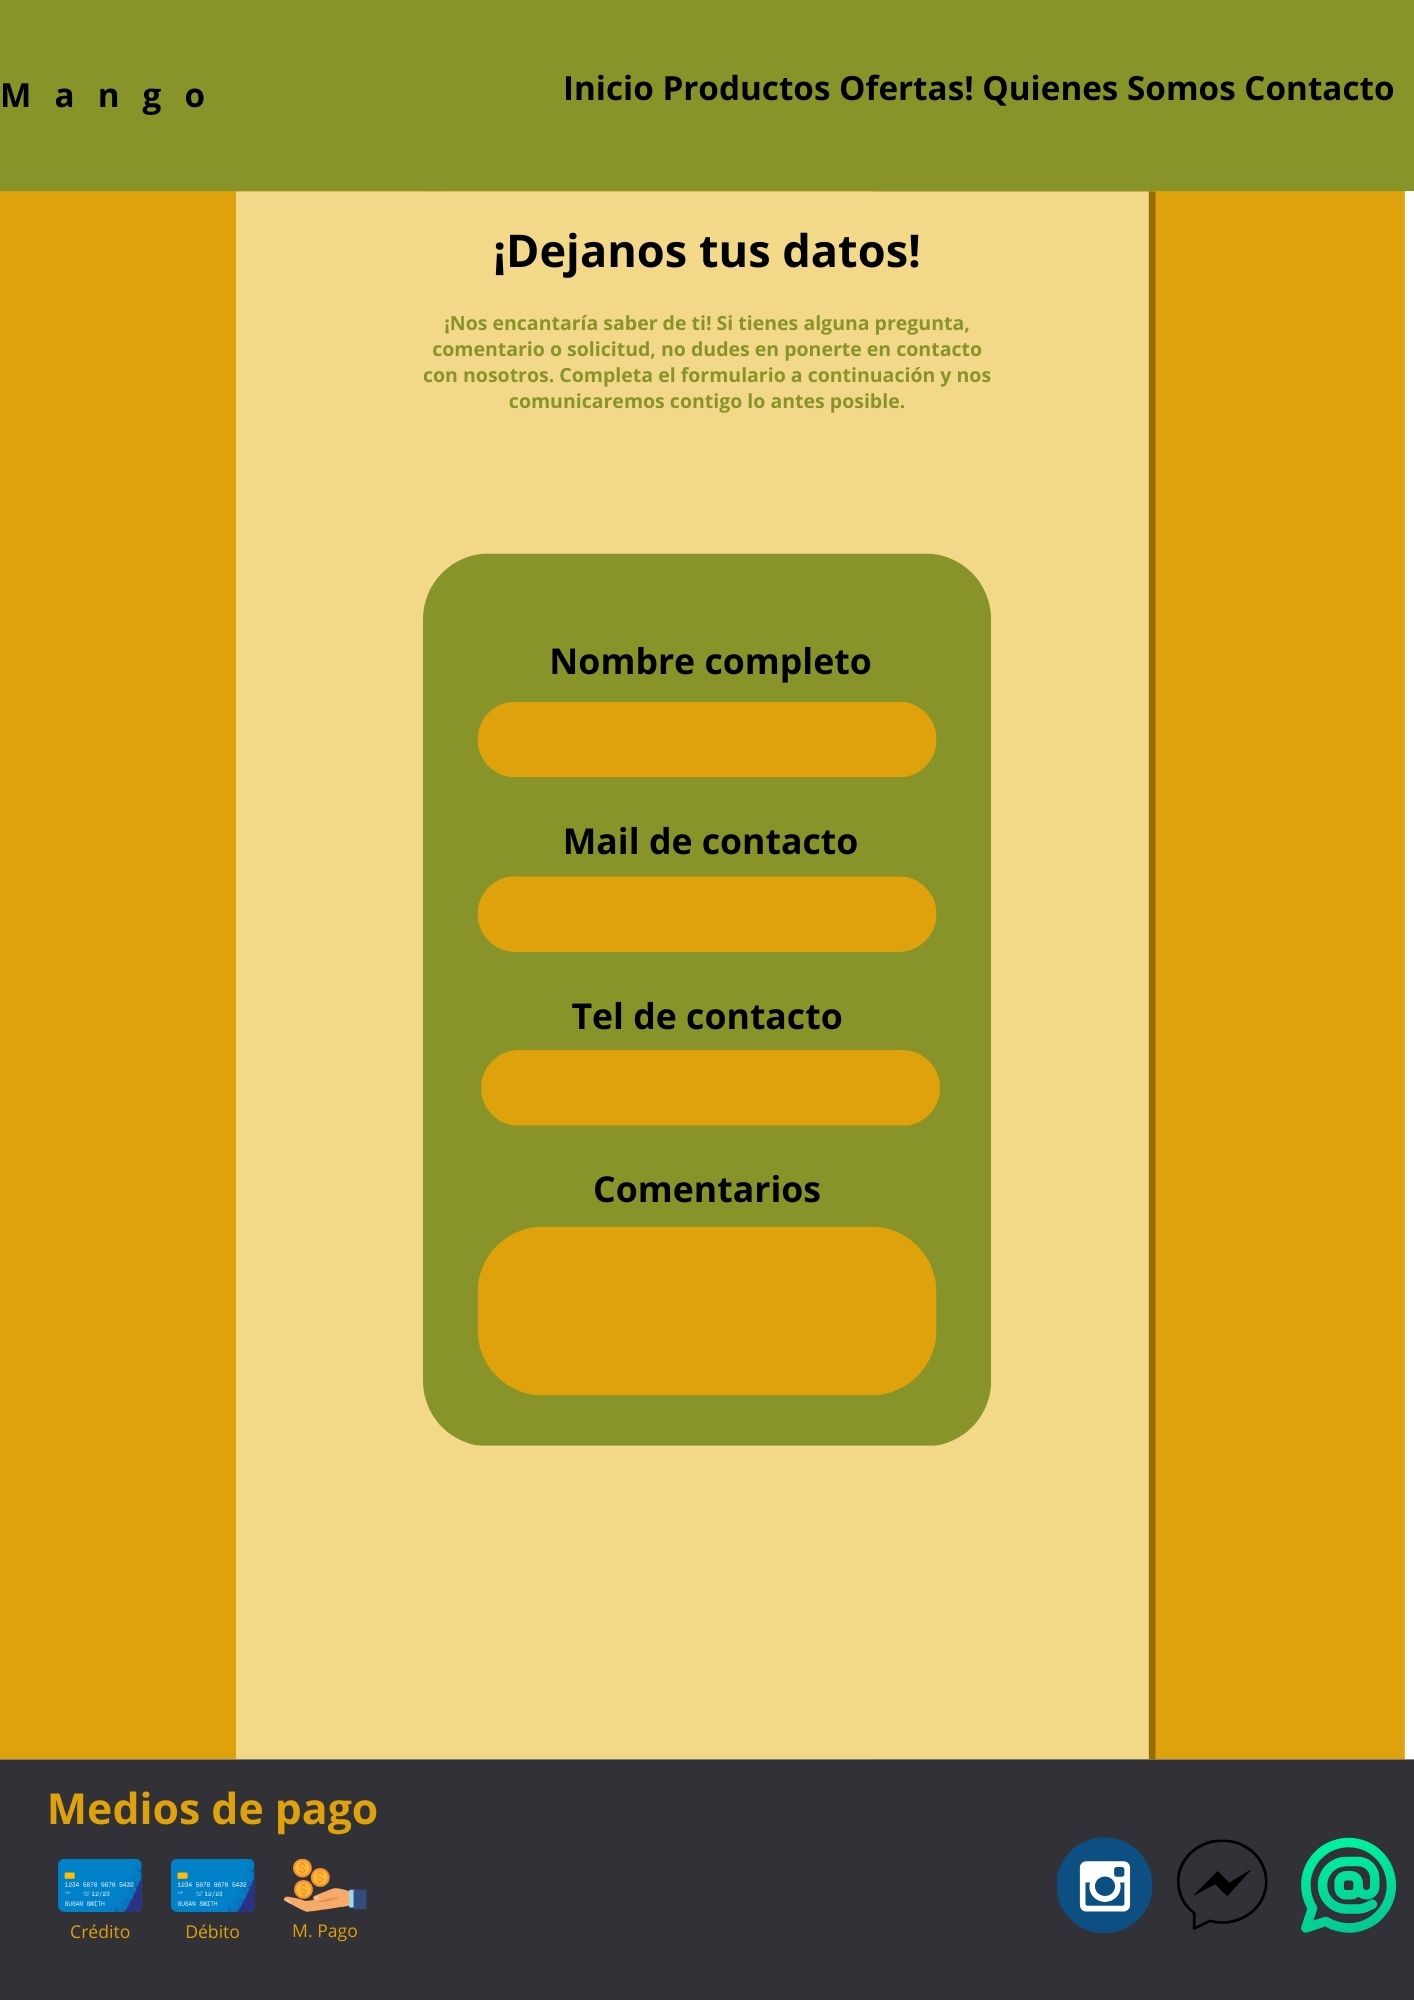 Mango
Inicio Productos Ofertas! Quienes Somos Contacto
¡Dejanos tus datos!
¡Nos encantaría saber de ti! Si tienes alguna pregunta,
comentario o solicitud, no dudes en ponerte en contacto
con nosotros. Completa el formulario a continuación y nos
comunicaremos contigo lo antes posible.
Nombre completo
Mail de contacto
Tel de contacto
Comentarios
Medios de pago
1234 5678 9876 5432
12/23
SUSAN SMITH
1234 5678 9876 5432
12/23
SUSAN SMITH
Crédito
Débito
M. Pago